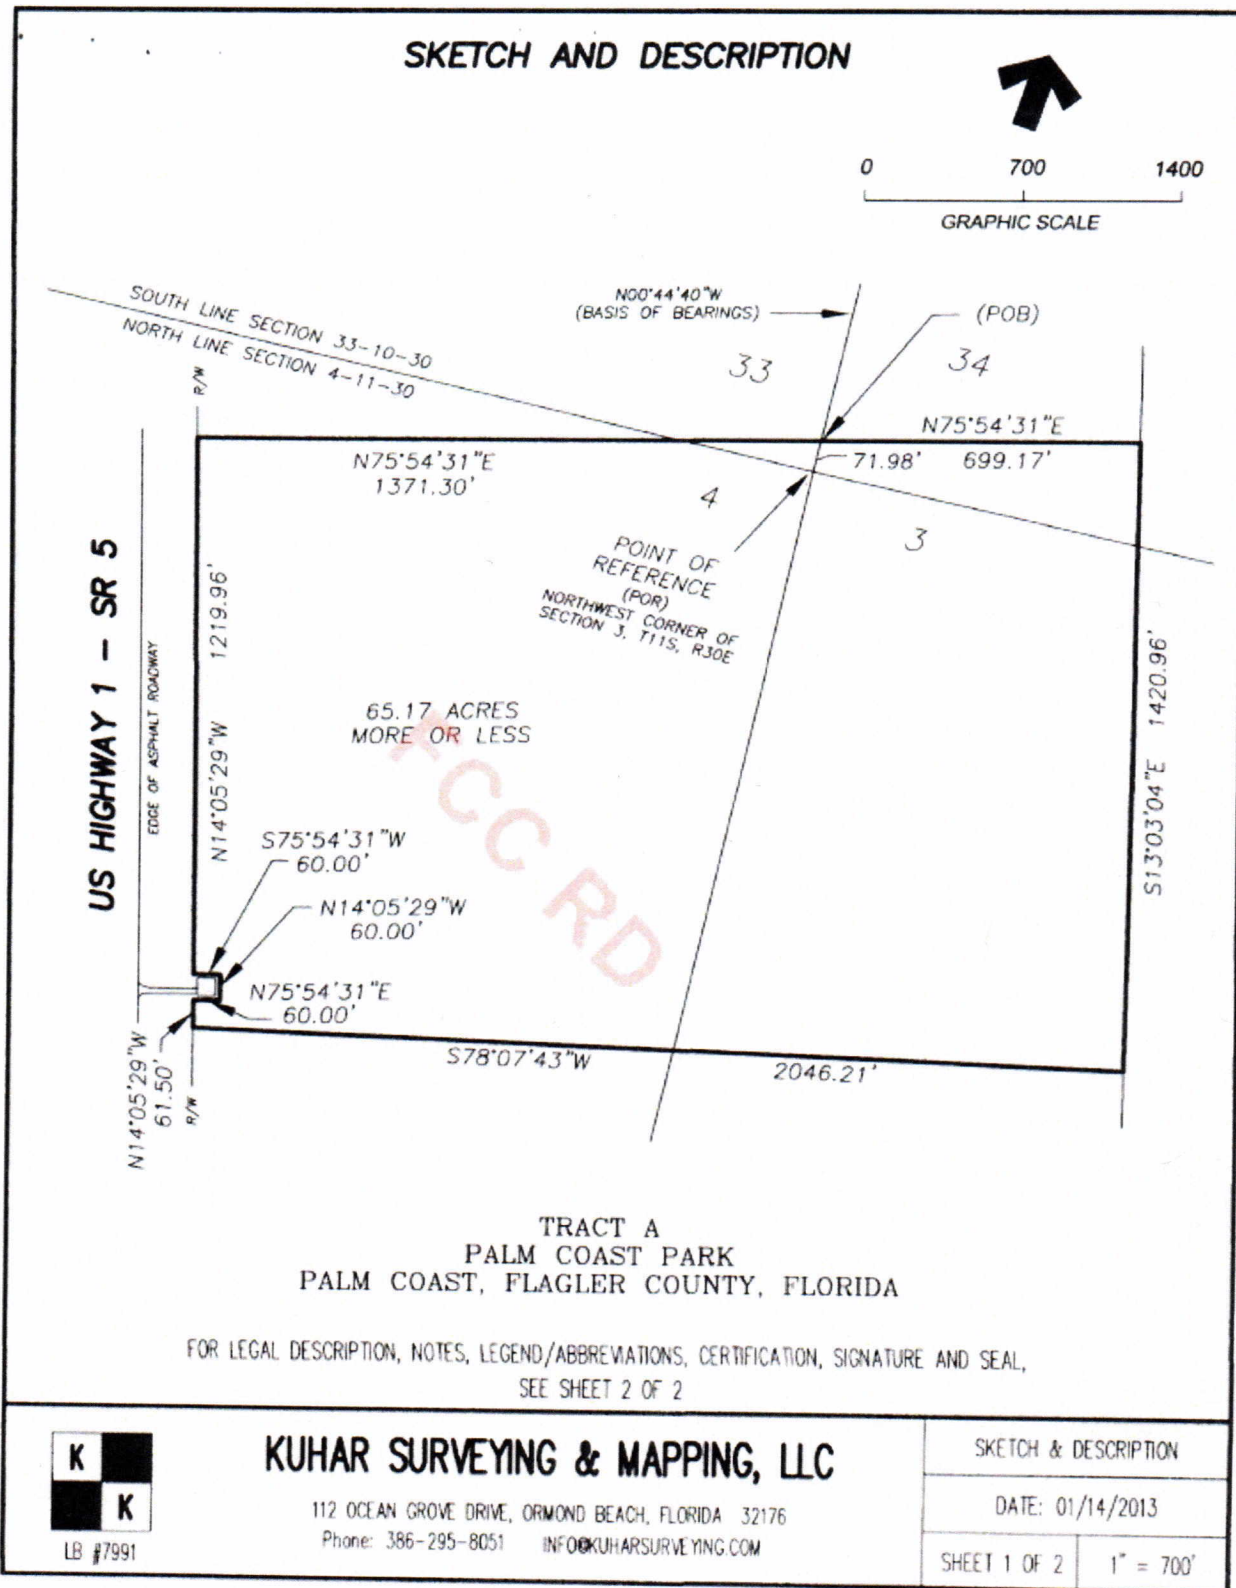 SKETCH AND DESCRIPTION
0 700 1400
GRAPHIC SCALE
N00°44'40"W
(BASIS OF BEARINGS)
(POB)
SOUTH LINE SECTION 33-10-30
NORTH LINE SECTION 4-11-30
33
34
R/W
N75°54'31"E
699.17'
71.98'
N75°54'31"E
1371.30'
4
3
POINT OF
REFERENCE
(POR)
NORTHWEST CORNER OF
SECTION 3, T11S, R30E
US HIGHWAY 1 - SR 5
EDGE OF ASPHALT ROADWAY
N14°05'29"W 1219.96'
65.17 ACRES
MORE OR LESS
FCC RD
S13°03'04"E 1420.96'
S75°54'31"W
60.00'
N14°05'29"W
60.00'
N75°54'31"E
60.00'
N14°05'29"W
61.50'
R/W
S78°07'43"W 2046.21'
TRACT A
PALM COAST PARK
PALM COAST, FLAGLER COUNTY, FLORIDA
FOR LEGAL DESCRIPTION, NOTES, LEGEND/ABBREVIATIONS, CERTIFICATION, SIGNATURE AND SEAL,
SEE SHEET 2 OF 2
K
K
LB #7991
KUHAR SURVEYING & MAPPING, LLC
112 OCEAN GROVE DRIVE, ORMOND BEACH, FLORIDA 32176
Phone: 386-295-8051 INFO@KUHARSURVEYING.COM
SKETCH & DESCRIPTION
DATE: 01/14/2013
SHEET 1 OF 2
1" = 700'